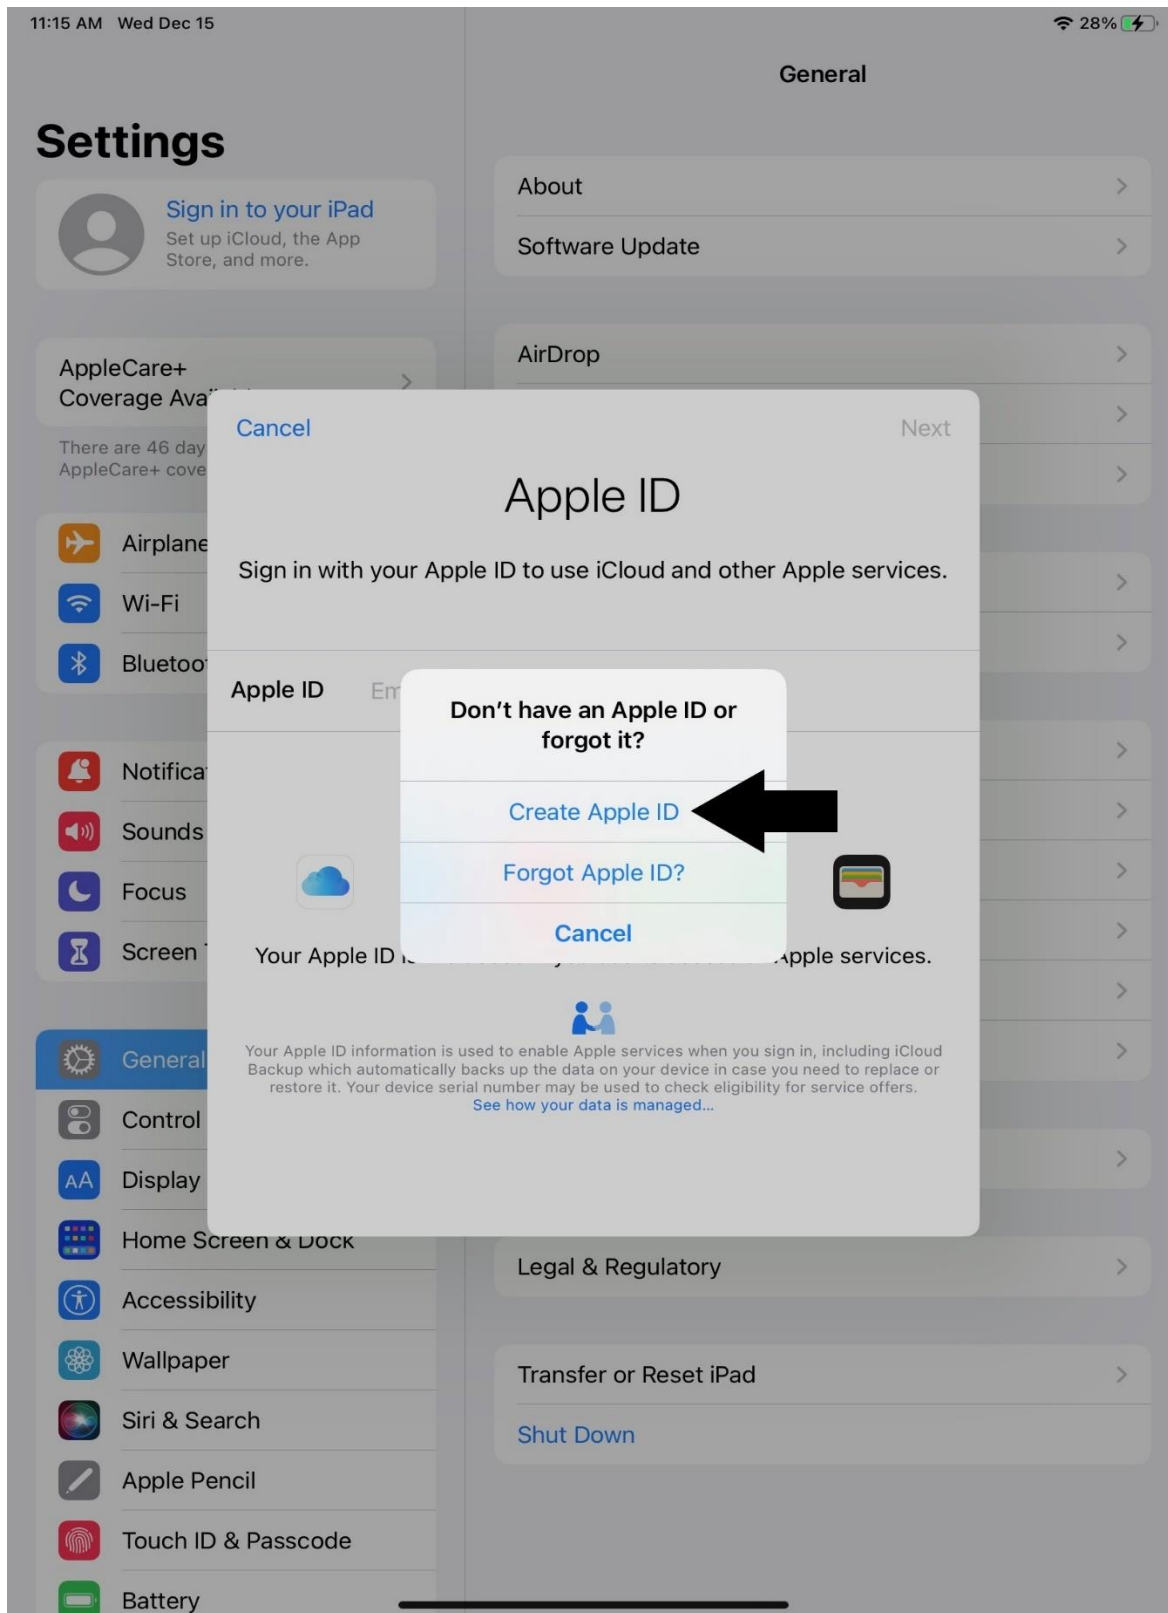 11:15 AM Wed Dec 15
28%
General
Settings
Sign in to your iPad
Set up iCloud, the App
Store, and more.
About
Software Update
AppleCare+
Coverage
There are 46
AppleCare+
AirDrop
Cancel
Next
Apple ID
Sign in with your Apple ID to use iCloud and other Apple services.
Apple ID
Don't have an Apple ID or
forgot it?
Create Apple ID
Forgot Apple ID?
Cancel
Your Apple ID
Apple services.
Your Apple ID information is used to enable Apple services when you sign in, including iCloud
Backup which automatically backs up the data on your device in case you need to replace or
restore it. Your device serial number may be used to check eligibility for service offers.
See how your data is managed...
Airplane
Wi-Fi
Sounds
Focus
Screen
General
Control
Display
Home Screen & Dock
Accessibility
Wallpaper
Siri & Search
Apple Pencil
Touch ID & Passcode
Battery
Legal & Regulatory
Transfer or Reset iPad
Shut Down